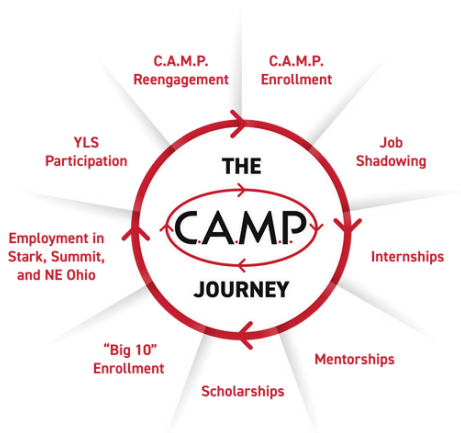 C.A.M.P.
Reengagement
C.A.M.P.
Enrollment
YLS
Participation
Job
Shadowing
THE
C.A.M.P.
JOURNEY
Employment in
Stark, Summit,
and NE Ohio
Internships
"Big 10"
Enrollment
Mentorships
Scholarships